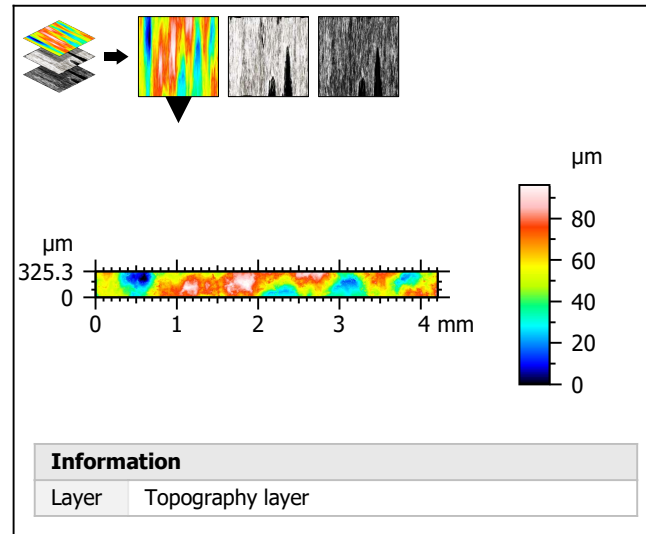 µm
80
60
40
20
0
µm
325.3
0
0 1 2 3 4 mm
Information
Layer Topography layer